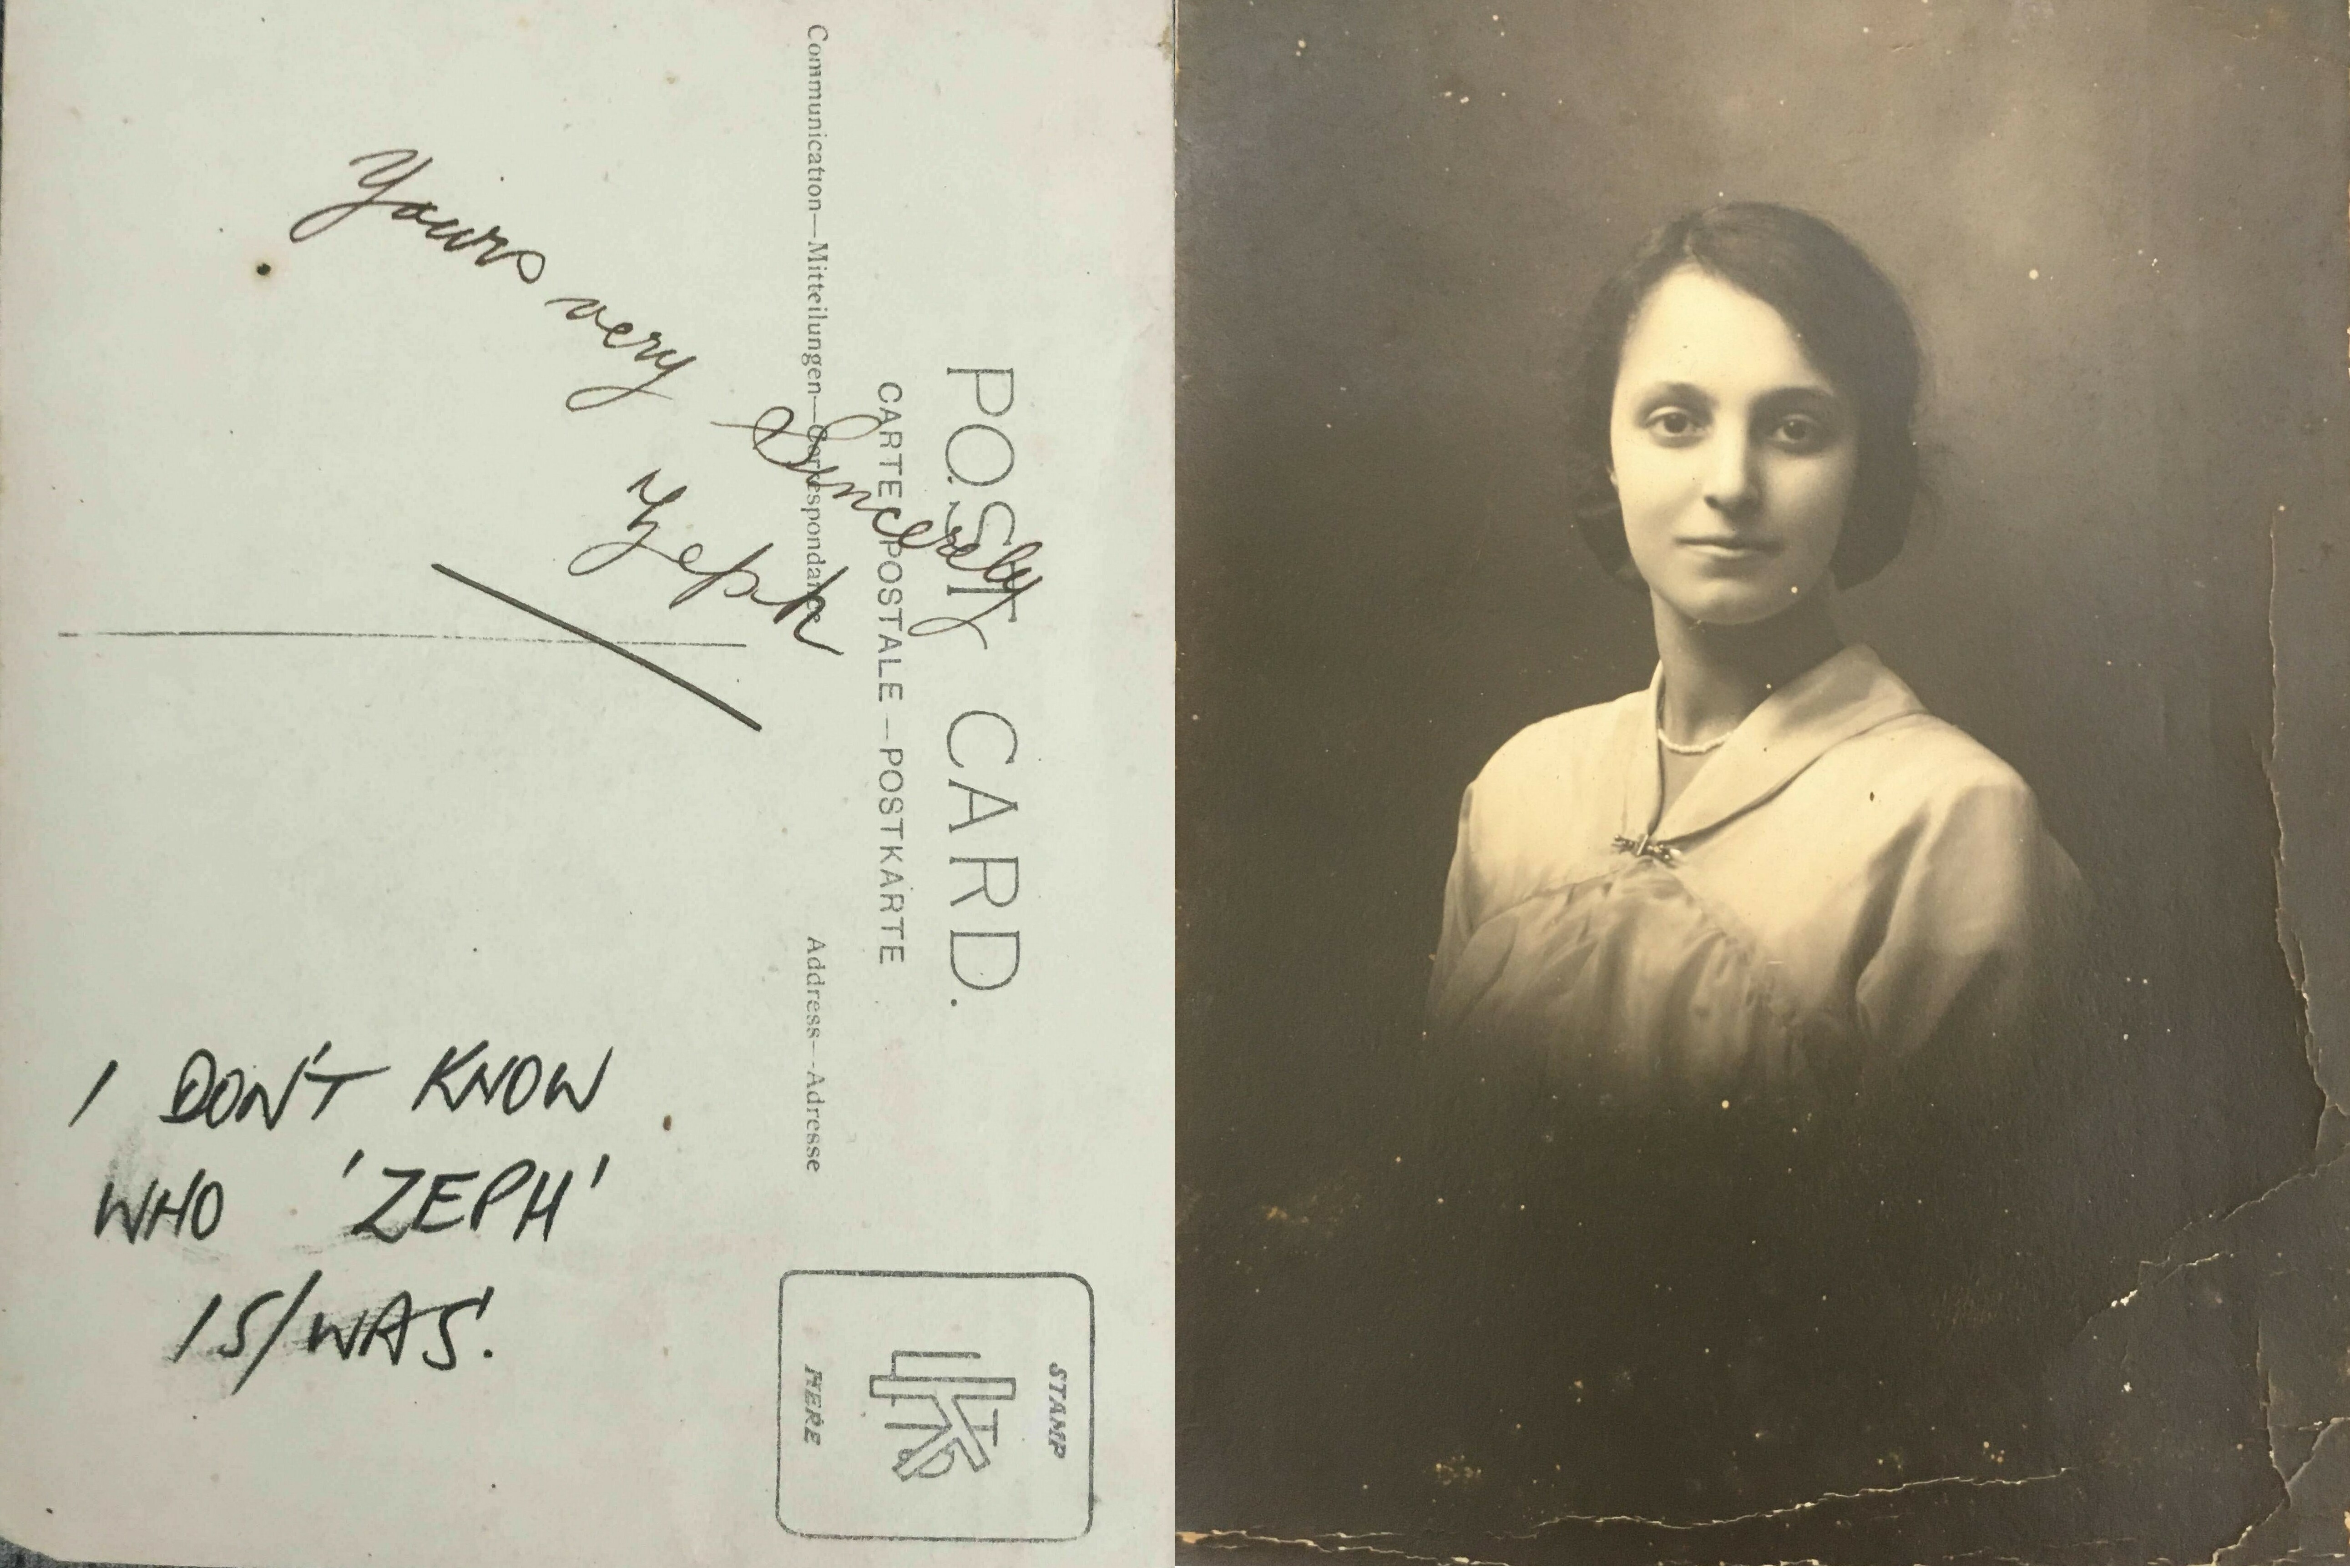 Yours very Sincerely
Zeph
POST CARD.
CARTE POSTALE—POSTKARTE
Communication—Mitteilungen—Correspondance
Address—Adresse
STAMP
HERE
I DON'T KNOW
WHO 'ZEPH'
IS/WAS.